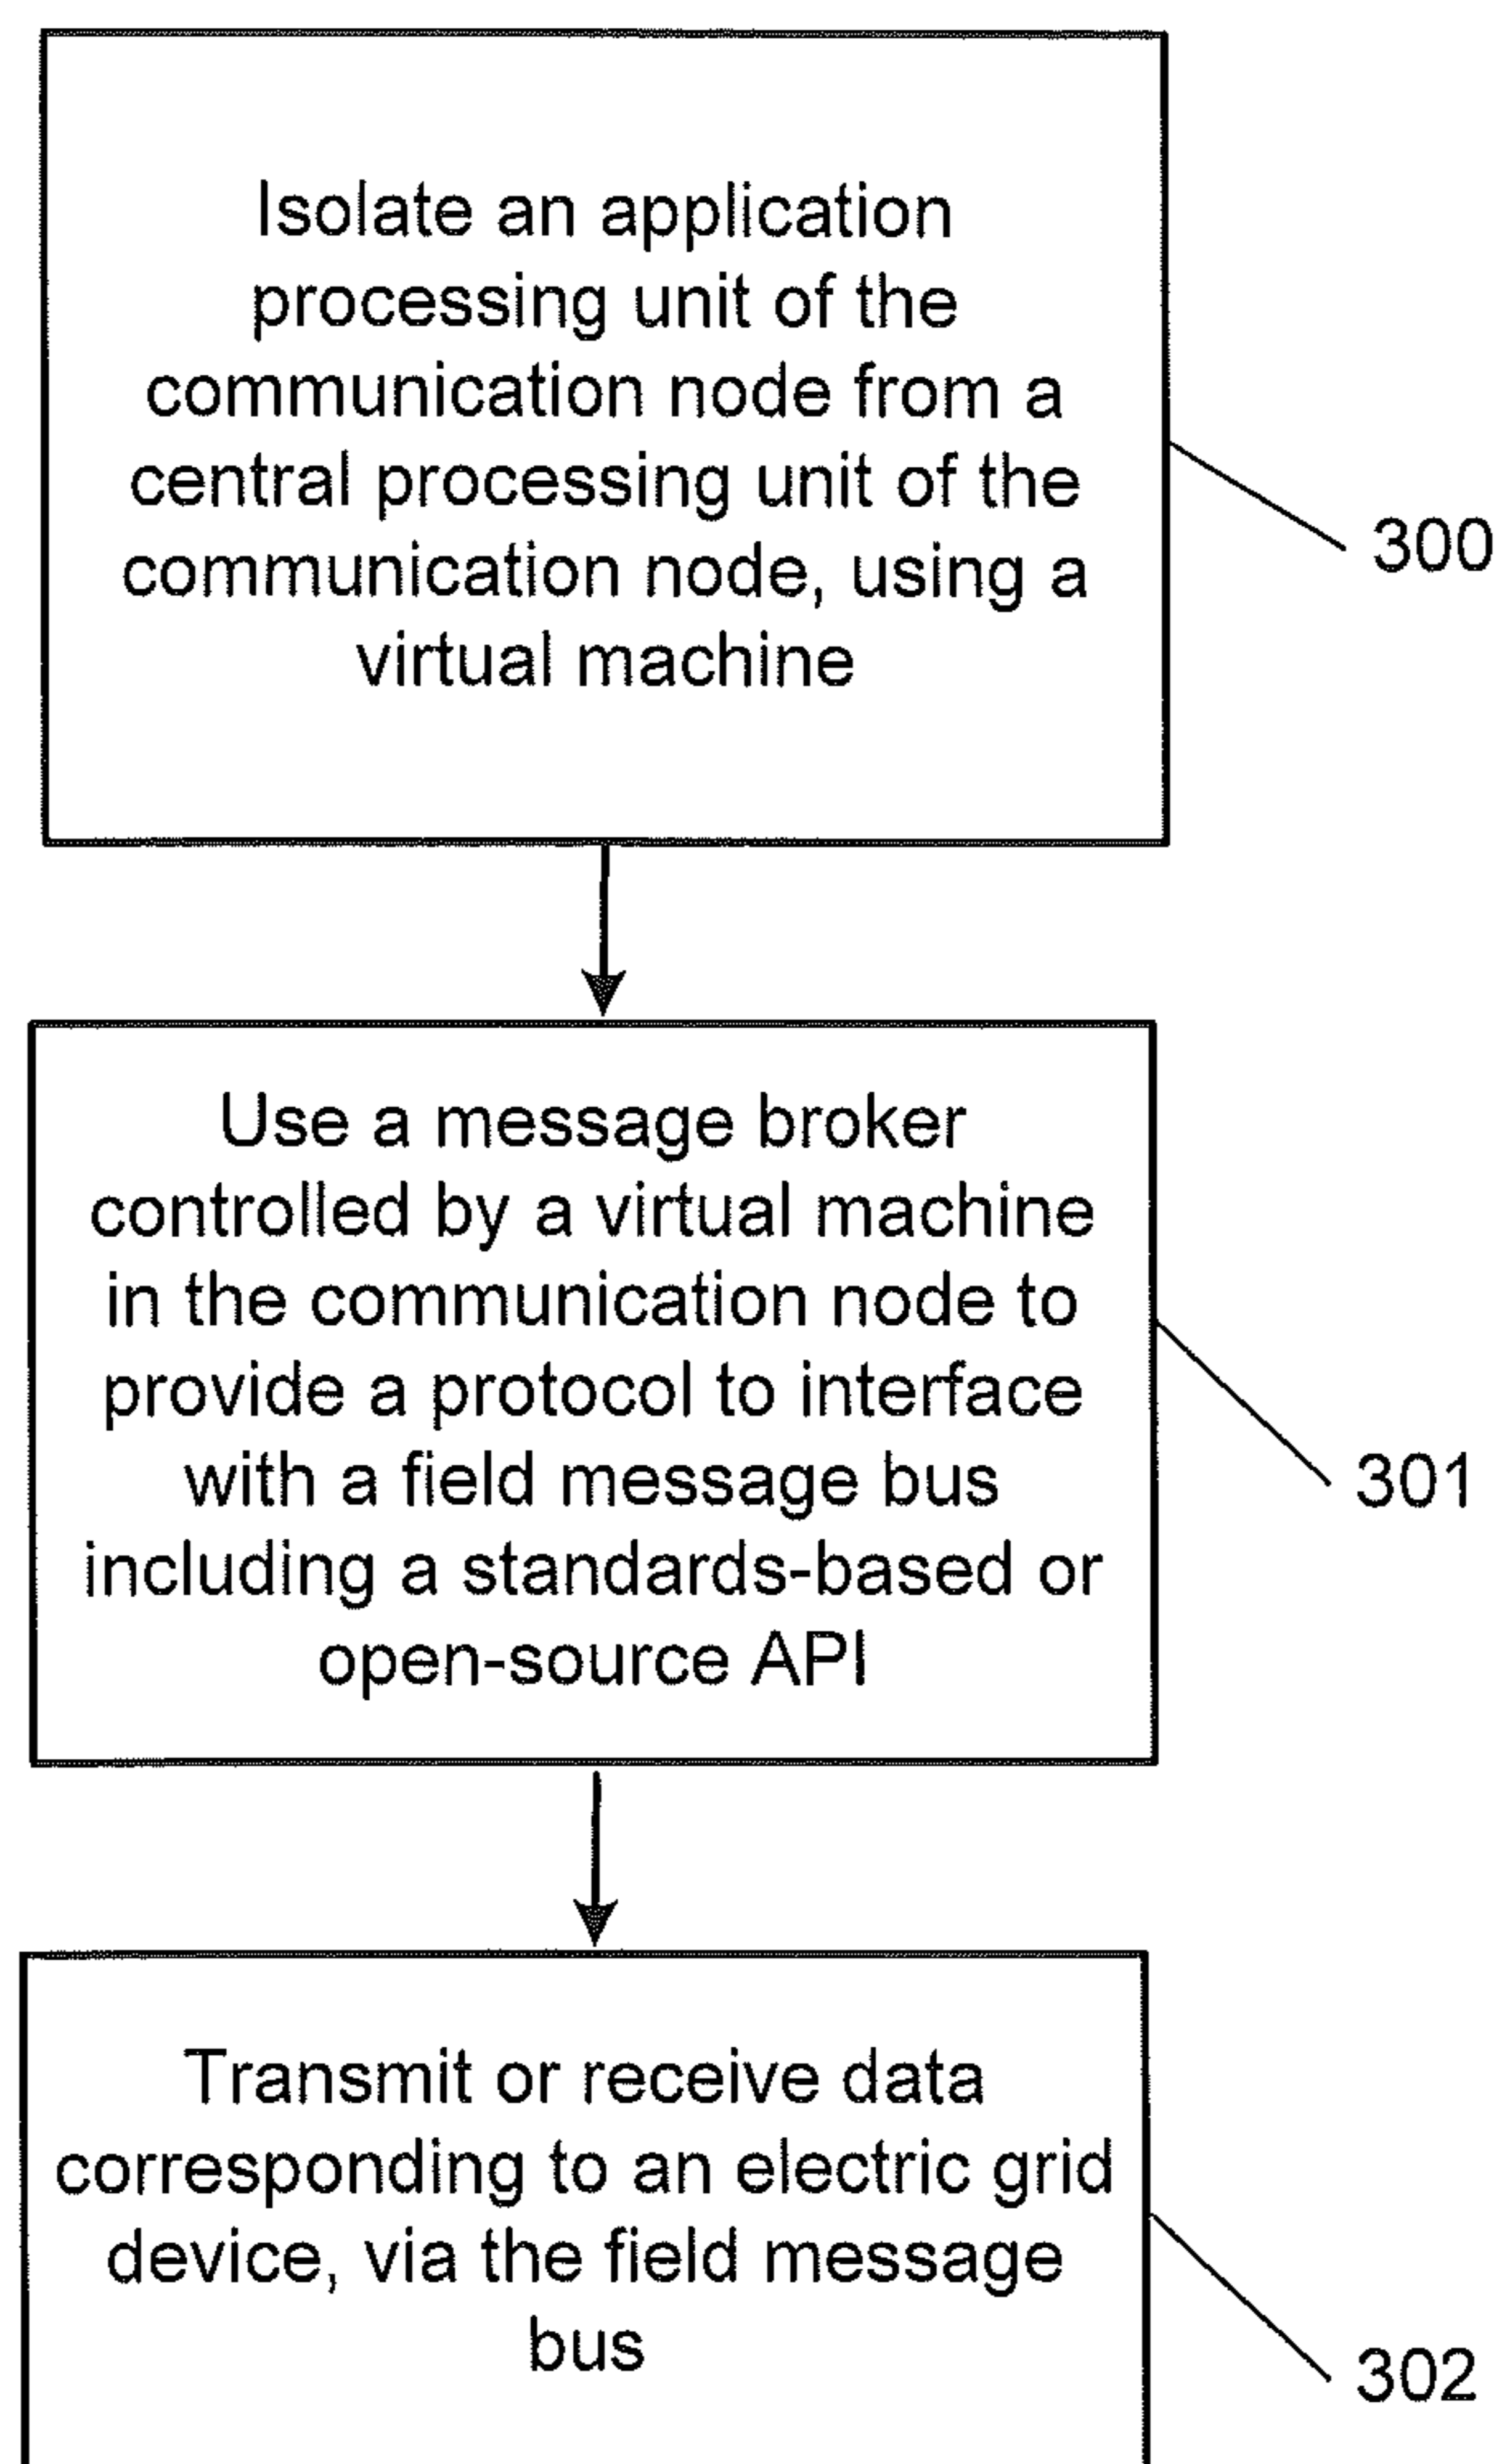 Isolate an application
processing unit of the
communication node from a
central processing unit of the
communication node, using a
virtual machine
300
Use a message broker
controlled by a virtual machine
in the communication node to
provide a protocol to interface
with a field message bus
including a standards-based or
open-source API
301
Transmit or receive data
corresponding to an electric grid
device, via the field message
bus
302